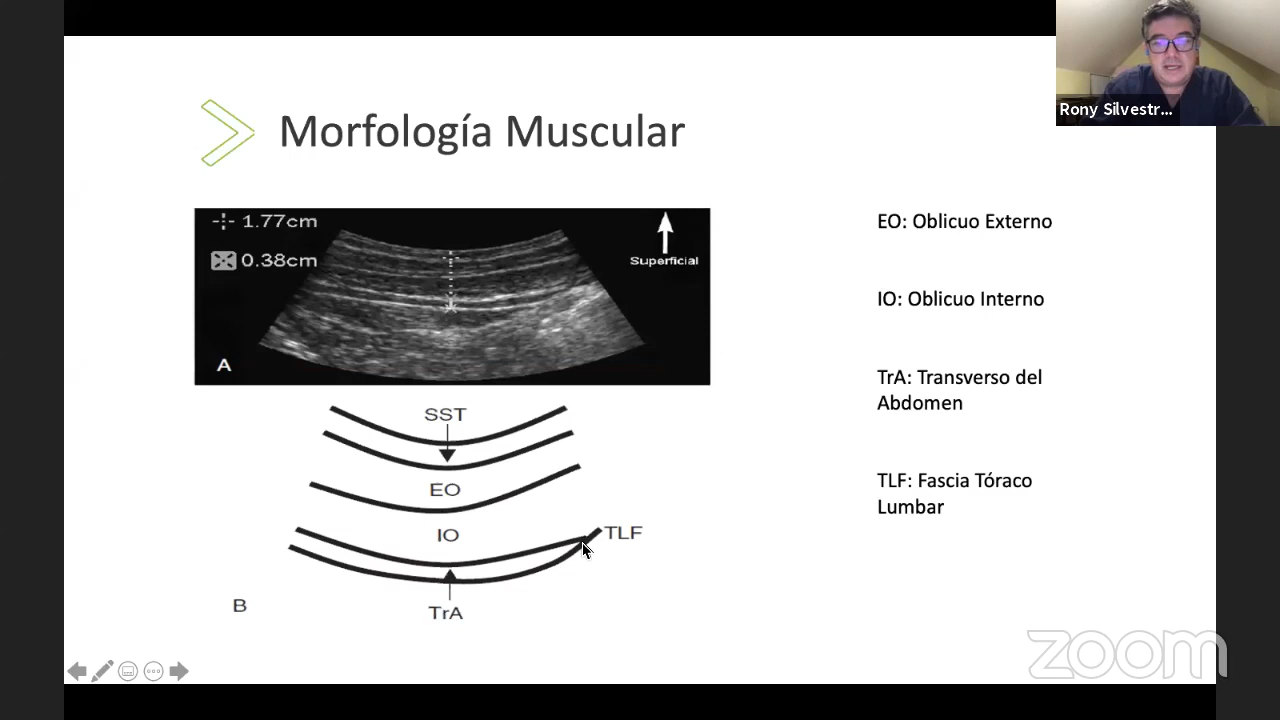 Rony Silvestr...
Morfología Muscular
1.77cm
0.38cm
Superficial
A
EO: Oblicuo Externo
IO: Oblicuo Interno
TrA: Transverso del
Abdomen
TLF: Fascia Tóraco
Lumbar
SST
EO
IO
TLF
TrA
B
zoom